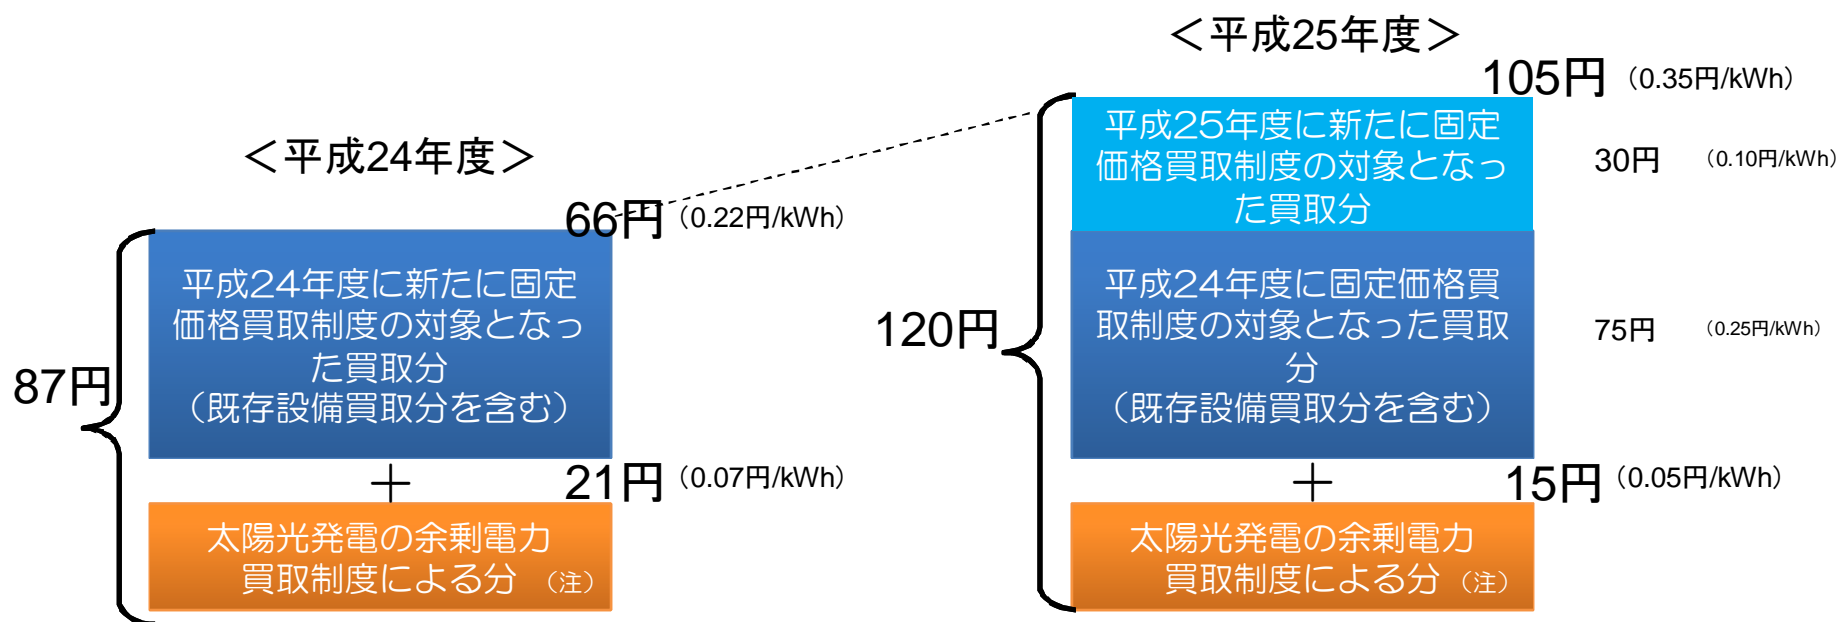 ＜平成24年度＞
66円（0.22円/kWh）
平成24年度に新たに固定
価格買取制度の対象となっ
た買取分
（既存設備買取分を含む）
87円
＋
21円（0.07円/kWh）
太陽光発電の余剰電力
買取制度による分（注）
＜平成25年度＞
105円（0.35円/kWh）
平成25年度に新たに固定
価格買取制度の対象となっ
た買取分
30円（0.10円/kWh）
平成24年度に固定価格買
取制度の対象となった買取
分
（既存設備買取分を含む）
75円（0.25円/kWh）
120円
＋
15円（0.05円/kWh）
太陽光発電の余剰電力
買取制度による分（注）